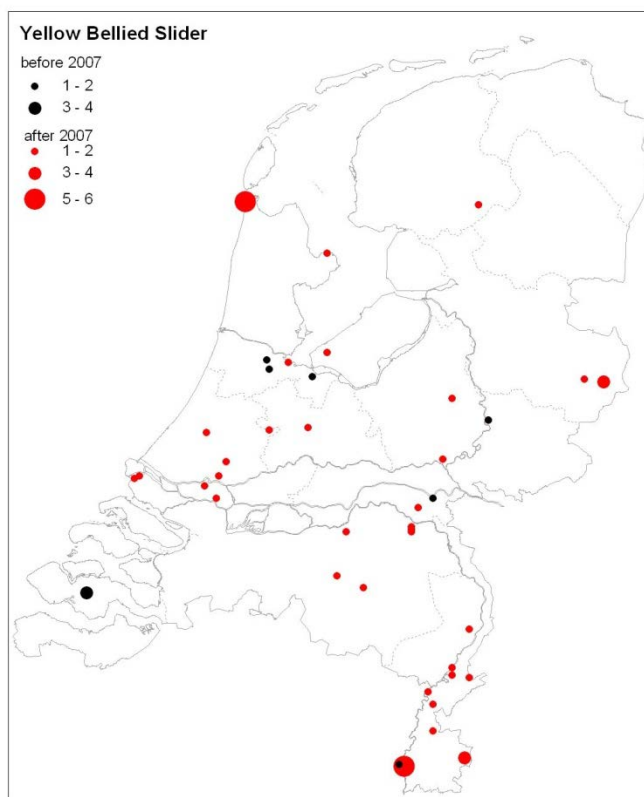 Yellow Bellied Slider
before 2007
1 - 2
3 - 4
after 2007
1 - 2
3 - 4
5 - 6